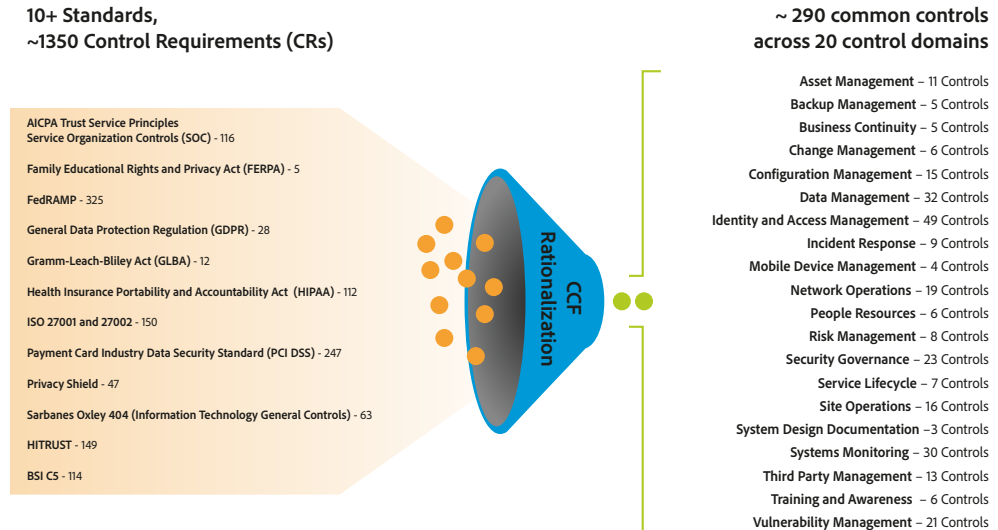 10+ Standards,
~1350 Control Requirements (CRs)
AICPA Trust Service Principles
Service Organization Controls (SOC) - 116
Family Educational Rights and Privacy Act (FERPA) - 5
FedRAMP - 325
General Data Protection Regulation (GDPR) - 28
Gramm-Leach-Bliley Act (GLBA) - 12
Health Insurance Portability and Accountability Act (HIPAA) - 112
ISO 27001 and 27002 - 150
Payment Card Industry Data Security Standard (PCI DSS) - 247
Privacy Shield - 47
Sarbanes Oxley 404 (Information Technology General Controls) - 63
HITRUST - 149
BSI C5 - 114
CCF
Rationalization
~ 290 common controls
across 20 control domains
Asset Management – 11 Controls
Backup Management – 5 Controls
Business Continuity – 5 Controls
Change Management – 6 Controls
Configuration Management – 15 Controls
Data Management – 32 Controls
Identity and Access Management – 49 Controls
Incident Response – 9 Controls
Mobile Device Management – 4 Controls
Network Operations – 19 Controls
People Resources – 6 Controls
Risk Management – 8 Controls
Security Governance – 23 Controls
Service Lifecycle – 7 Controls
Site Operations – 16 Controls
System Design Documentation –3 Controls
Systems Monitoring – 30 Controls
Third Party Management – 13 Controls
Training and Awareness – 6 Controls
Vulnerability Management – 21 Controls